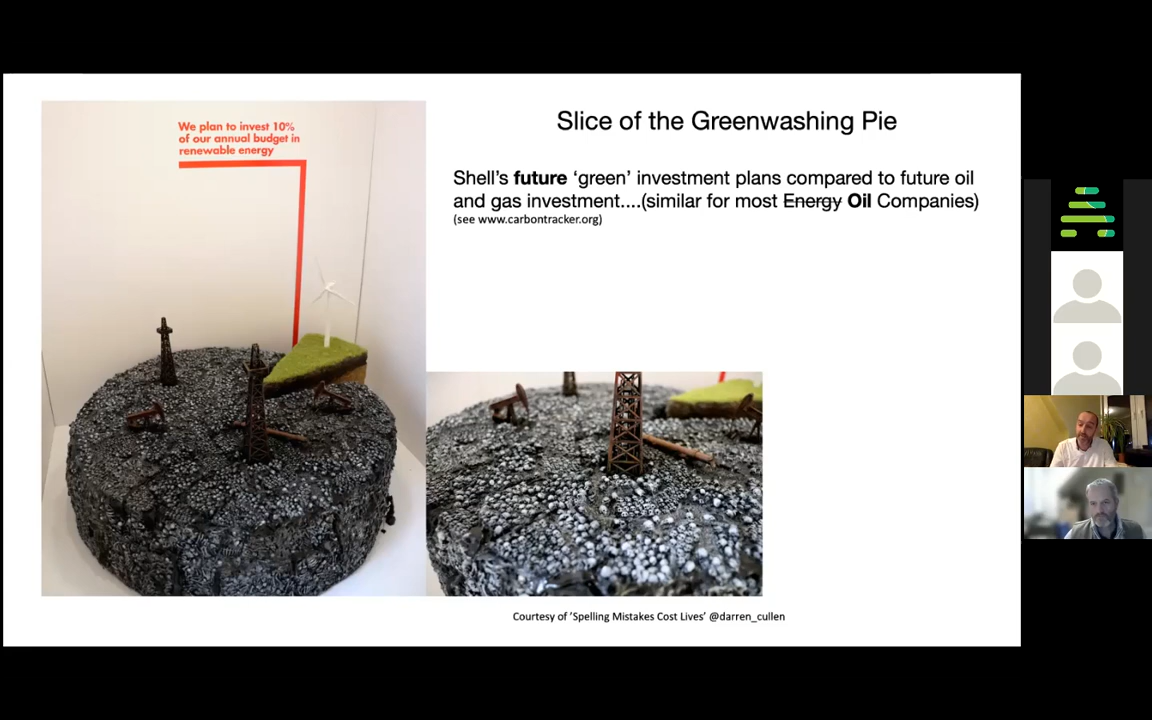 We plan to invest 10%
of our annual budget in
renewable energy
Slice of the Greenwashing Pie
Shell's future ‘green’ investment plans compared to future oil
and gas investment....(similar for most Energy Oil Companies)
(see www.carbontracker.org)
Courtesy of ‘Spelling Mistakes Cost Lives’ @darren_cullen